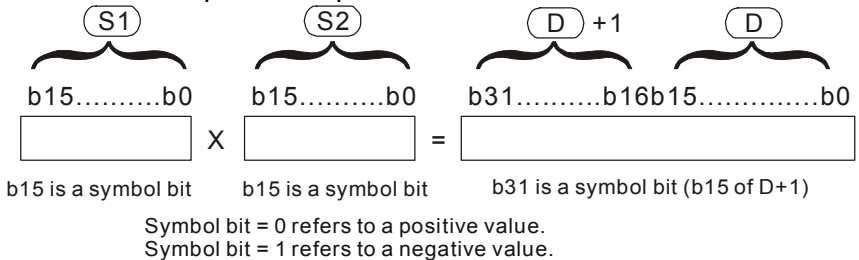 S1 S2 D +1 D
b15..........b0 b15..........b0 b31..........b16b15..............b0
X =
b15 is a symbol bit b15 is a symbol bit b31 is a symbol bit (b15 of D+1)
Symbol bit = 0 refers to a positive value.
Symbol bit = 1 refers to a negative value.